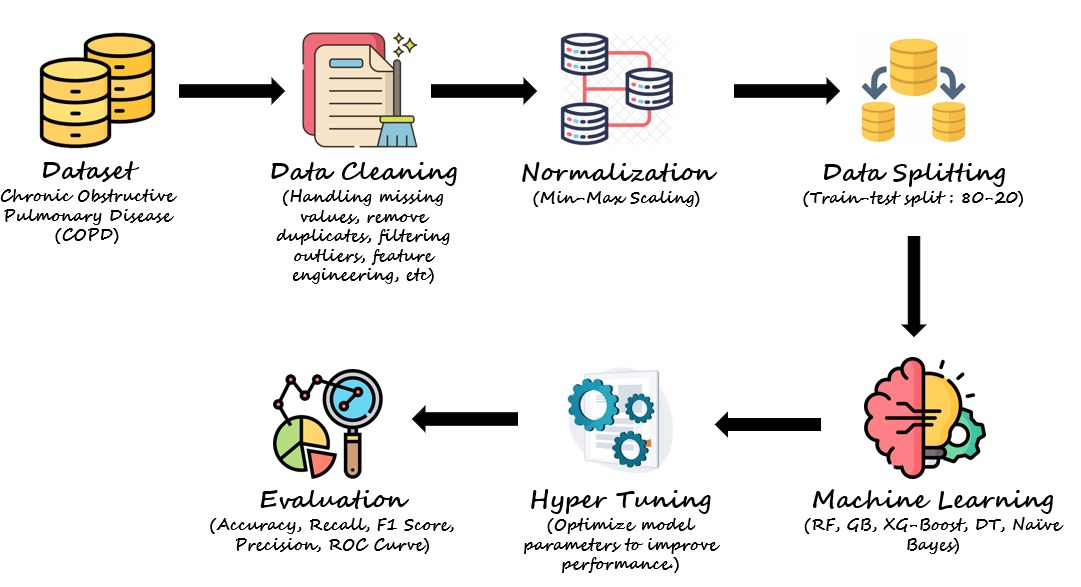 Dataset
Chronic Obstructive
Pulmonary Disease
(COPD)
Data Cleaning
(Handling missing
values, remove
duplicates, filtering
outliers, feature
engineering, etc)
Normalization
(Min-Max Scaling)
Data Splitting
(Train-test split : 80-20)
Machine Learning
(RF, GB, XG-Boost, DT, Naïve
Bayes)
Hyper Tuning
(Optimize model
parameters to improve
performance.)
Evaluation
(Accuracy, Recall, F1 Score,
Precision, ROC Curve)